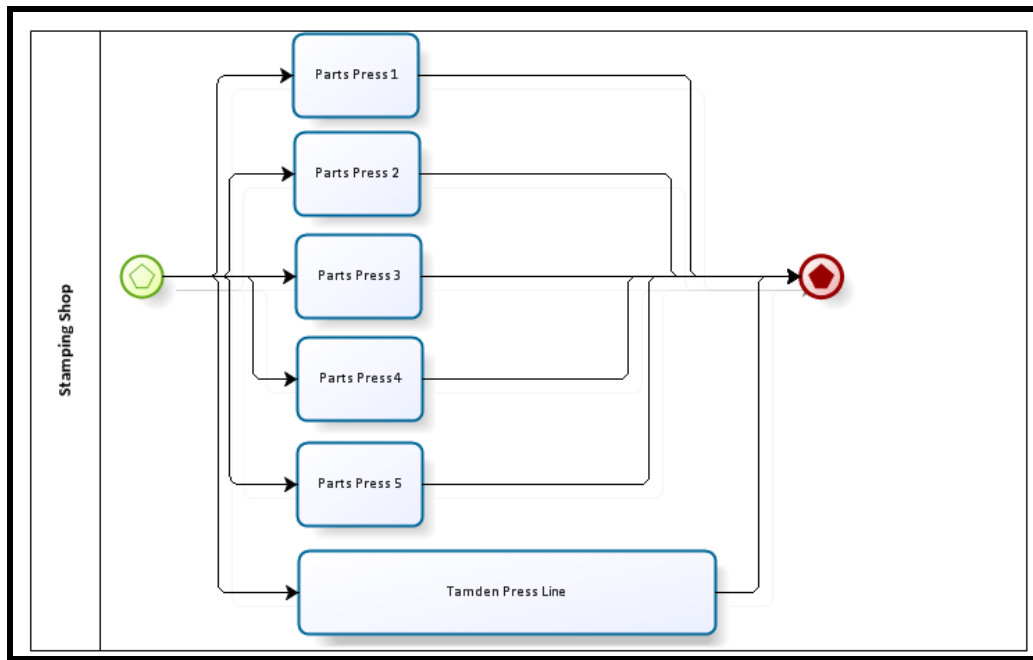 Stamping Shop
Parts Press 1
Parts Press 2
Parts Press 3
Parts Press4
Parts Press 5
Tamden Press Line